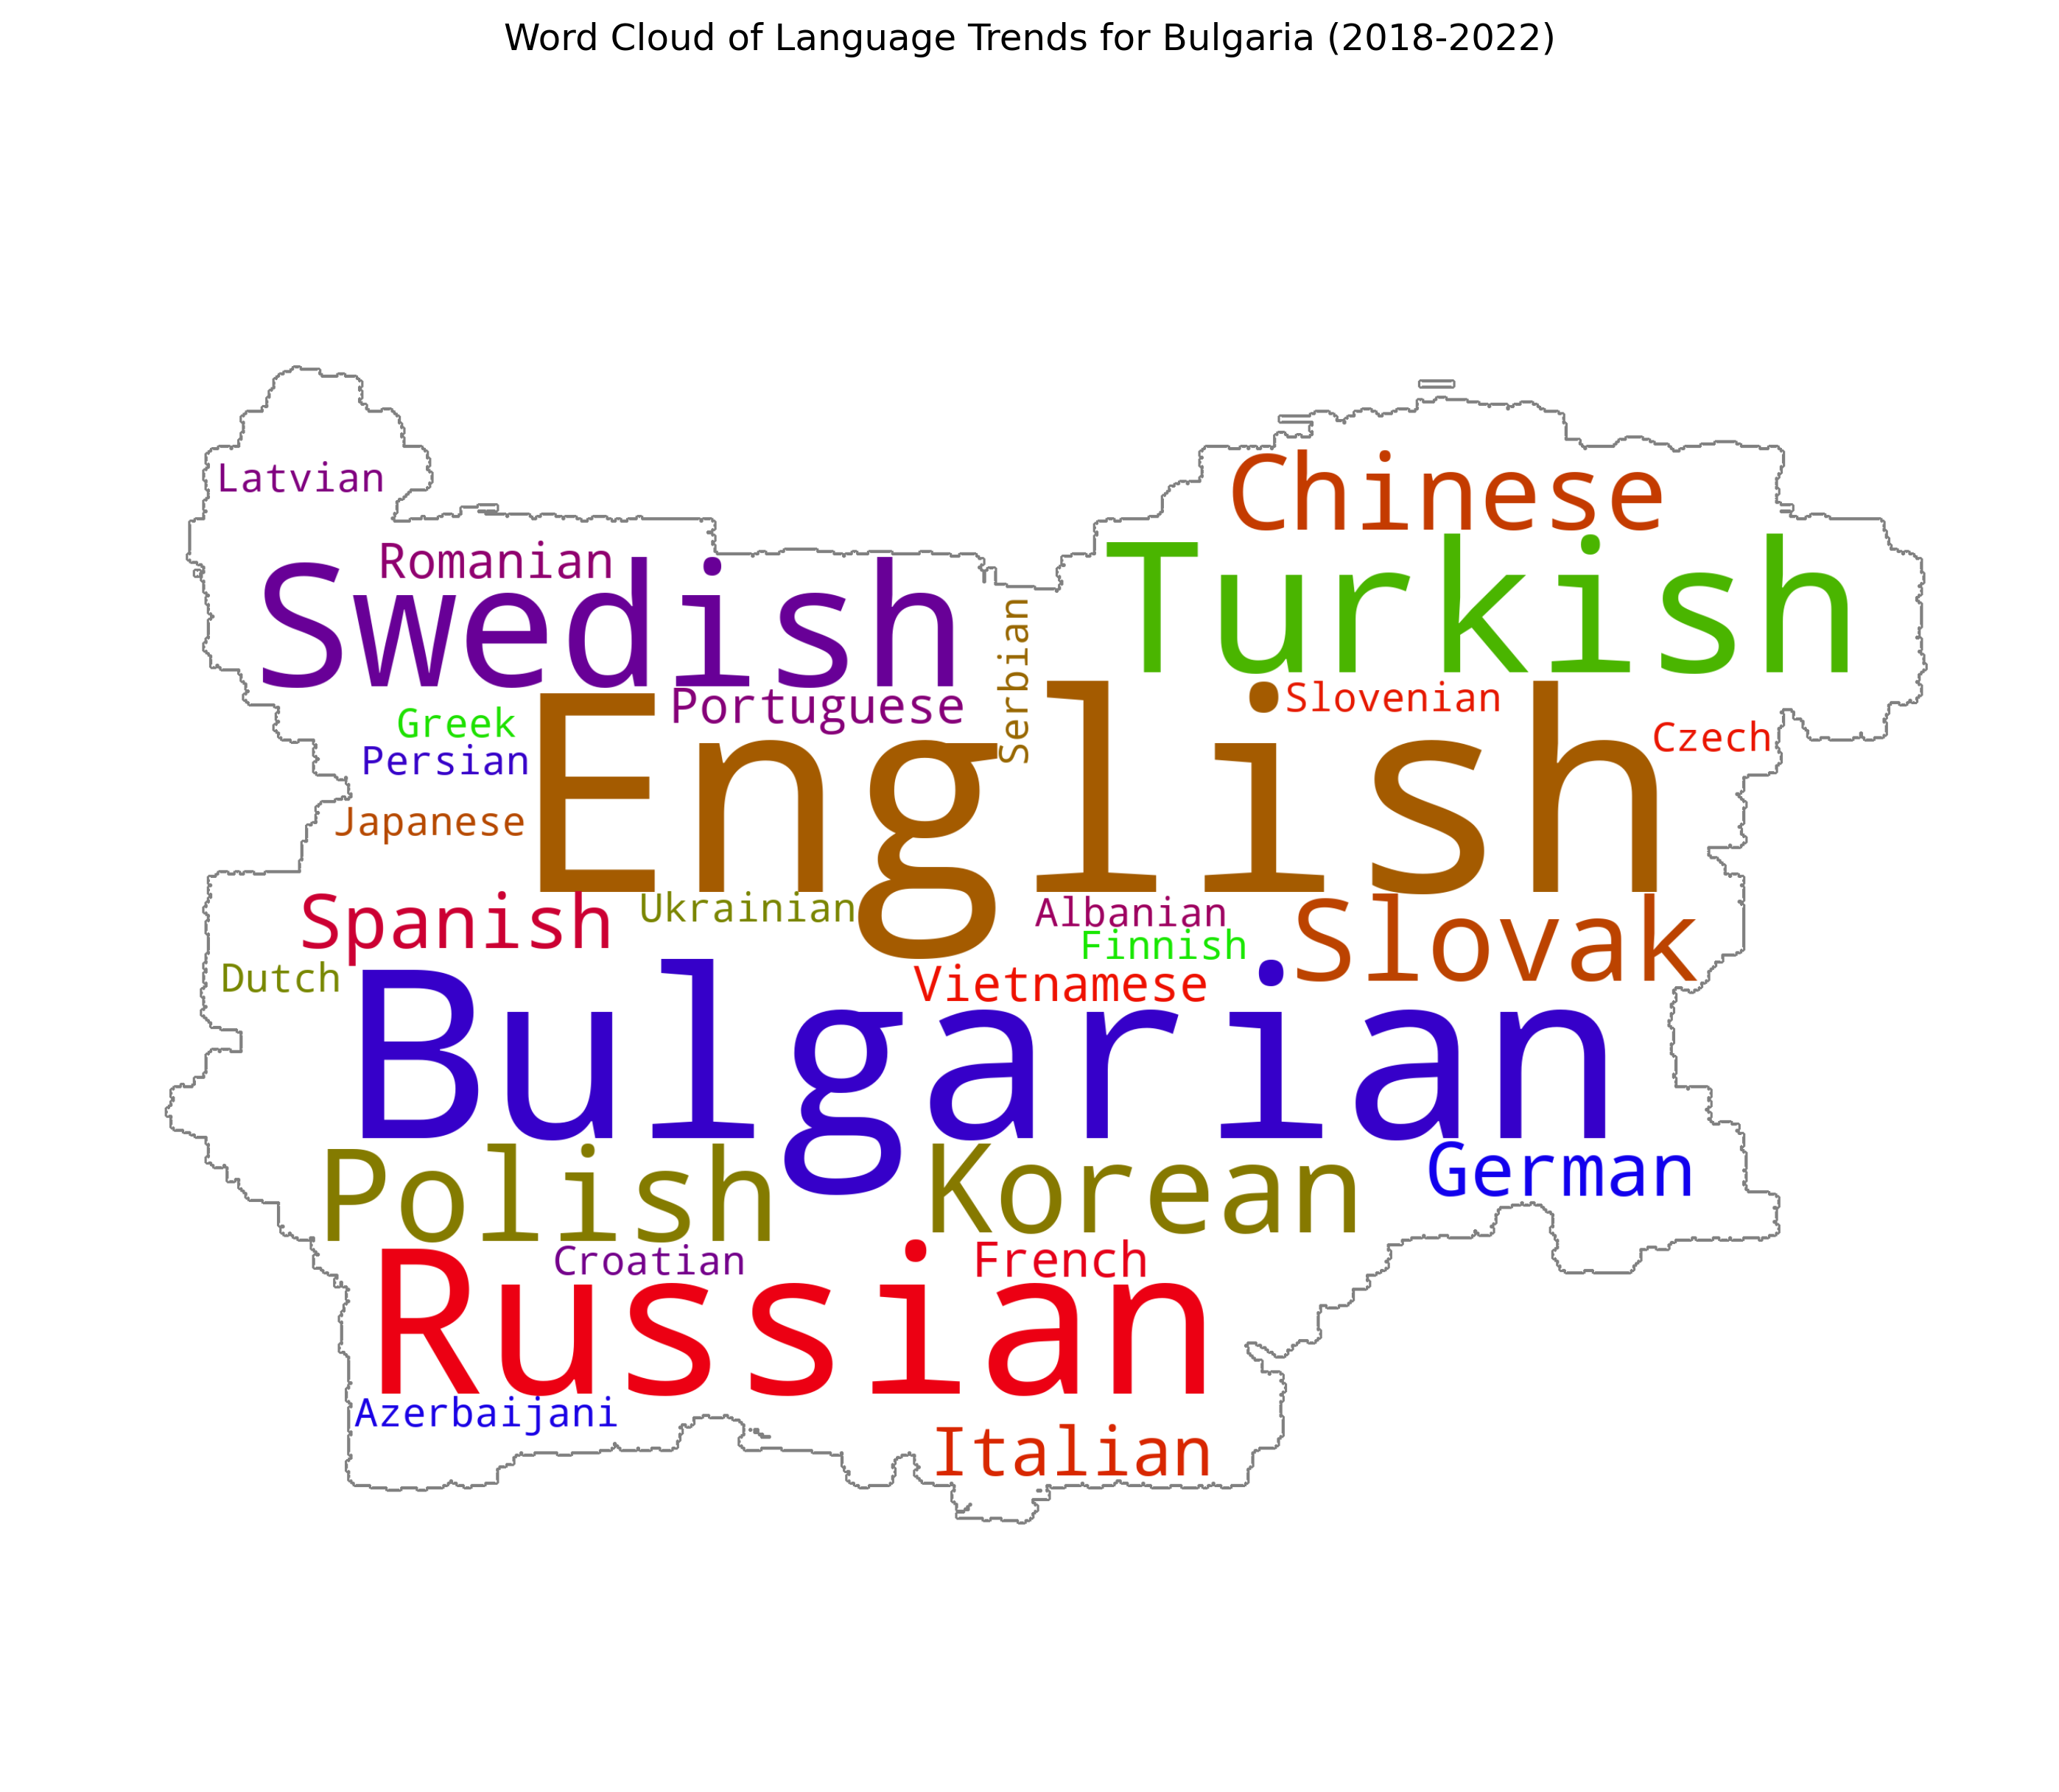 Word Cloud of Language Trends for Bulgaria (2018-2022)
Latvian
Chinese
Romanian
Swedish
Turkish
Serbian
Portuguese
Slovenian
Greek
Czech
Persian
English
Japanese
Spanish
Ukrainian
Albanian
Slovak
Finnish
Dutch
Vietnamese
Bulgarian
Polish
Korean
German
Croatian
French
Russian
Azerbaijani
Italian